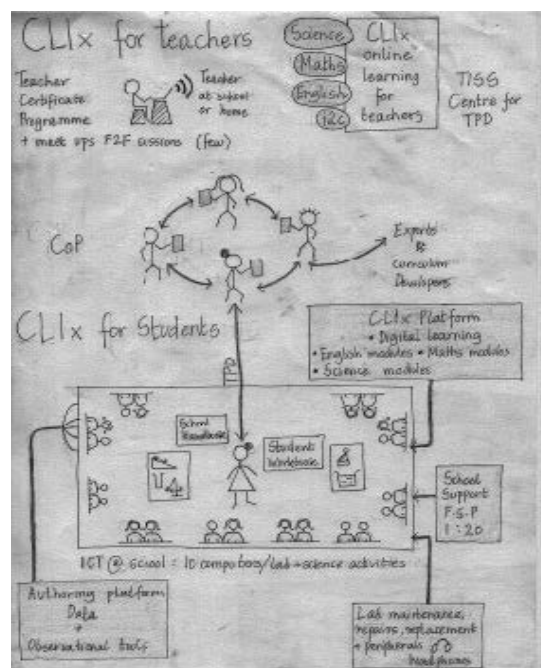 CLIx for teachers
Teacher
Certificate
Programme
+ meet ups F2F sessions (few)
Teacher
at school
or home
Science
Maths
English
i2C
CLIx
online
learning
for
teachers
TISS
Centre for
TPD
CoP
Experts
&
curriculum
Developers
CLIx for Students
TPD
CLIx Platform
• Digital learning
• English modules • Maths modules
• Science modules
School
Handbook
Students
Workbook
School
Support
F.S.P
1:20
ICT @ school = 10 computers/Lab + science activities
Authoring platform
Data
+
Observational tools
Lab maintenance,
repairs, replacement
+ peripherals
headphones